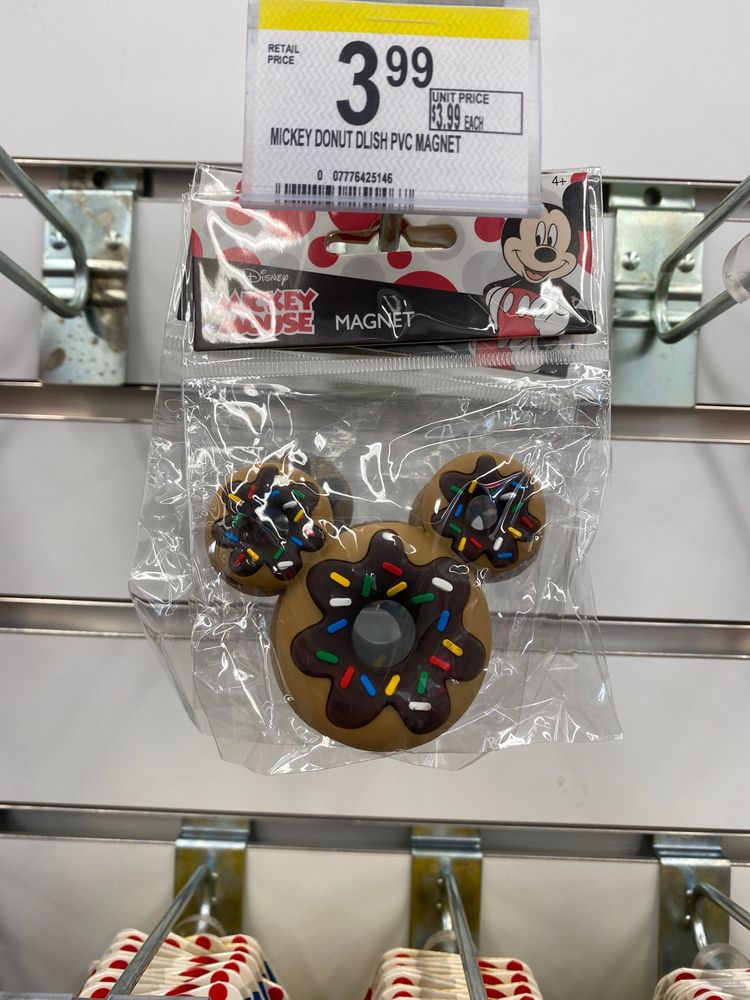 RETAIL
PRICE
3 99
UNIT PRICE
$3.99 EACH
MICKEY DONUT DLISH PVC MAGNET
0 07776425146
4+
Disney
MICKEY
MOUSE
MAGNET